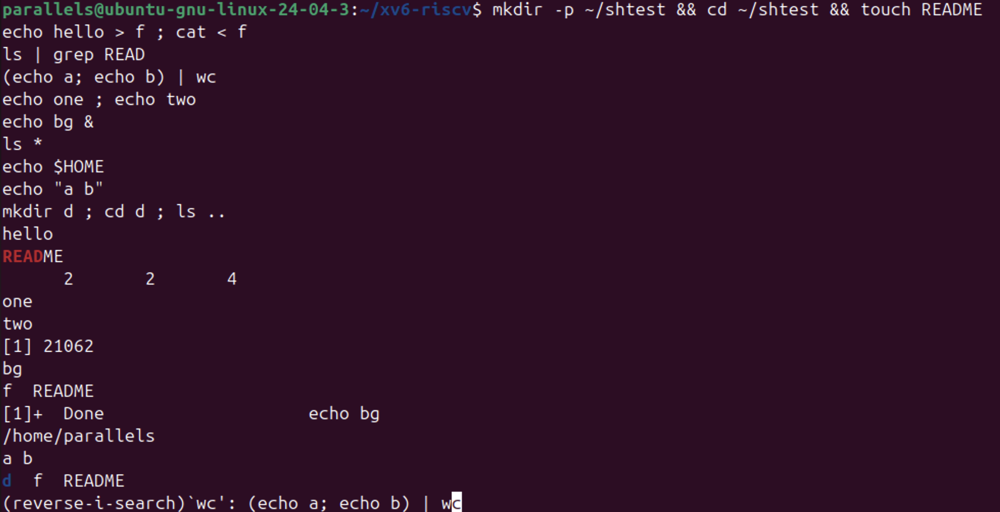 parallels@ubuntu-gnu-linux-24-04-3:~/xv6-riscv$ mkdir -p ~/shtest && cd ~/shtest && touch README
echo hello > f ; cat < f
ls | grep READ
(echo a; echo b) | wc
echo one ; echo two
echo bg &
ls *
echo $HOME
echo "a b"
mkdir d ; cd d ; ls ..
hello
README
      2       2       4
one
two
[1] 21062
bg
f  README
[1]+  Done                    echo bg
/home/parallels
a b
d  f  README
(reverse-i-search)`wc': (echo a; echo b) | wc